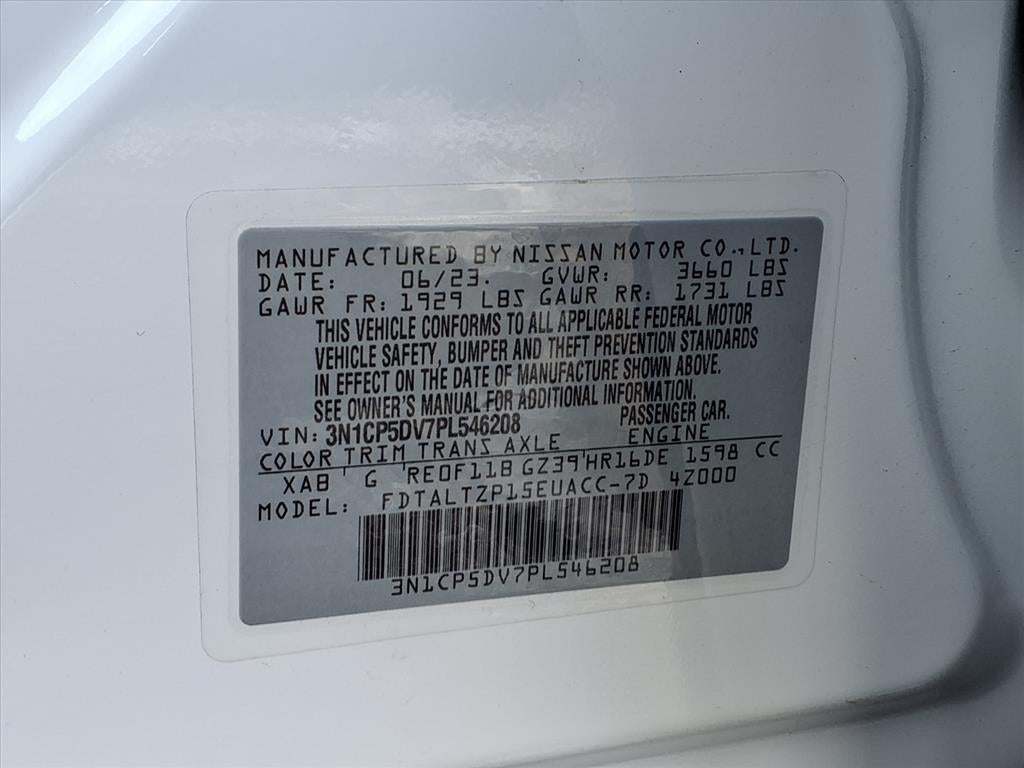 MANUFACTURED BY NISSAN MOTOR CO., LTD.
DATE: 06/23. GVWR: 3660 LBS
GAWR FR: 1929 LBS GAWR RR: 1731 LBS
THIS VEHICLE CONFORMS TO ALL APPLICABLE FEDERAL MOTOR
VEHICLE SAFETY, BUMPER AND THEFT PREVENTION STANDARDS
IN EFFECT ON THE DATE OF MANUFACTURE SHOWN ABOVE.
SEE OWNER'S MANUAL FOR ADDITIONAL INFORMATION.
VIN: 3N1CP5DV7PL546208 PASSENGER CAR.
COLOR TRIM TRANS AXLE ENGINE
XAB G RE0F11B GZ39 HR16DE 1598 CC
MODEL: FDTALTZP15EUACC-7D 4Z000
3N1CP5DV7PL546208